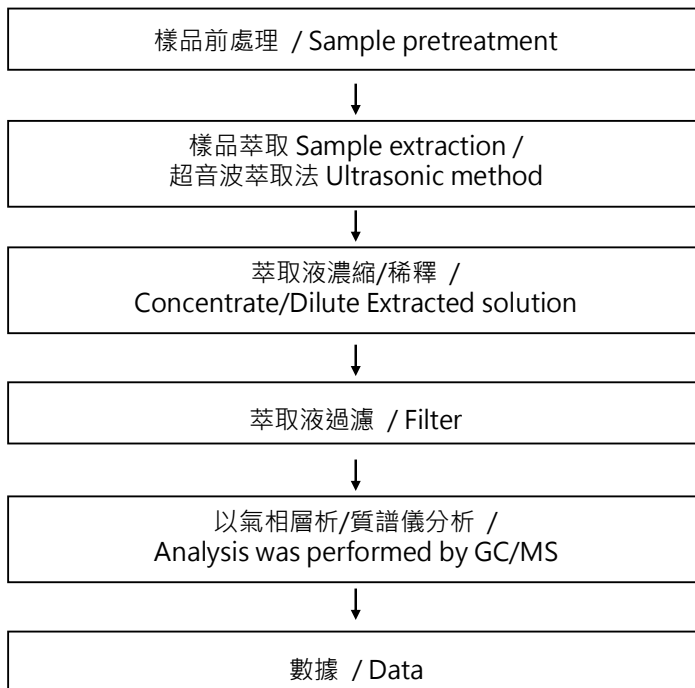 樣品前處理 / Sample pretreatment
樣品萃取 Sample extraction /
超音波萃取法 Ultrasonic method
萃取液濃縮/稀釋 /
Concentrate/Dilute Extracted solution
萃取液過濾 / Filter
以氣相層析/質譜儀分析 /
Analysis was performed by GC/MS
數據 / Data